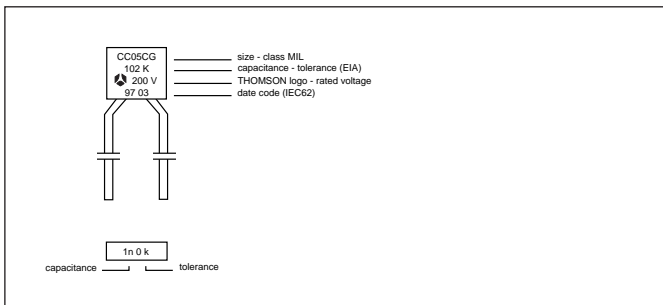 CC05CG
size - class MIL
102 K
capacitance - tolerance (EIA)
200 V
THOMSON logo - rated voltage
97 03
date code (IEC62)
1n 0 k
capacitance
tolerance